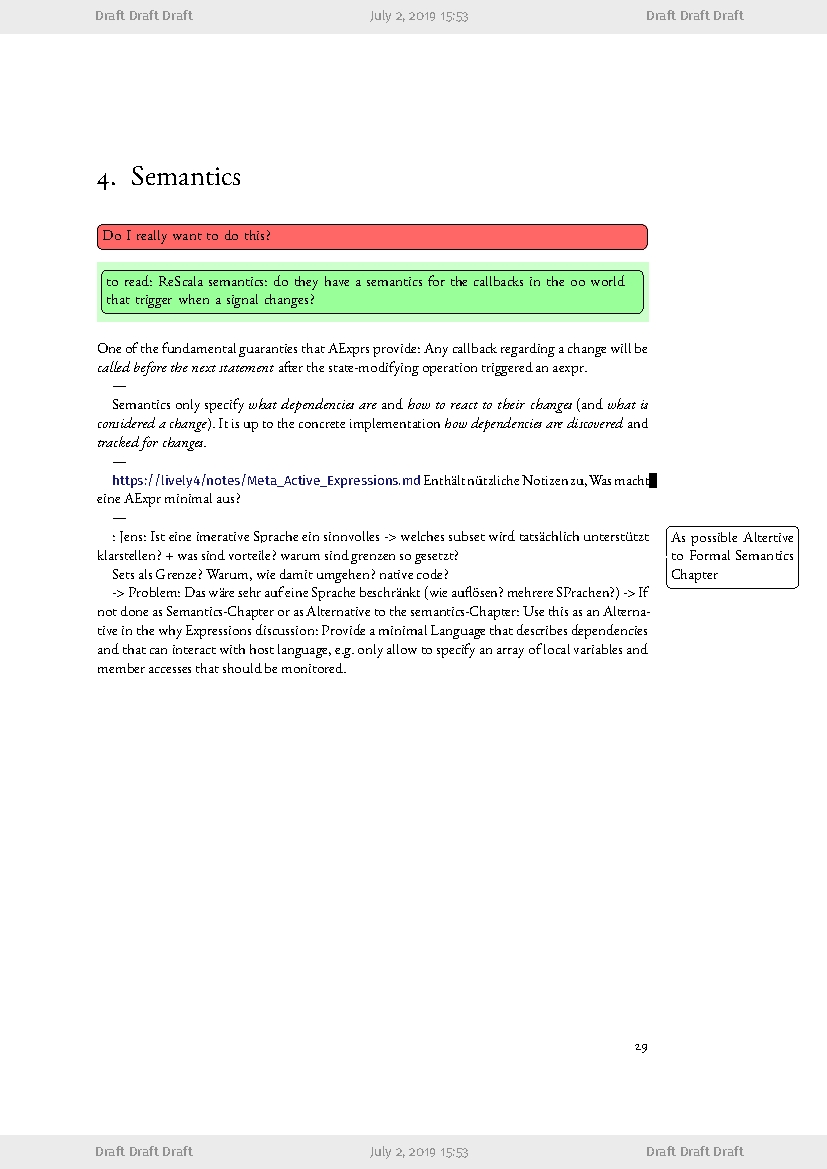 Draft Draft Draft July 2, 2019 15:53 Draft Draft Draft
4. Semantics
Do I really want to do this?
to read: ReScala semantics: do they have a semantics for the callbacks in the oo world
that trigger when a signal changes?
One of the fundamental guaranties that AExprs provide: Any callback regarding a change will be
called before the next statement after the state-modifying operation triggered an aexpr.
—
Semantics only specify what dependencies are and how to react to their changes (and what is
considered a change). It is up to the concrete implementation how dependencies are discovered and
tracked for changes.
—
https://lively4/notes/Meta_Active_Expressions.md Enthält nützliche Notizen zu, Was macht
eine AExpr minimal aus?
—
: Jens: Ist eine imerative Sprache ein sinnvolles -> welches subset wird tatsächlich unterstützt
klarstellen? + was sind vorteile? warum sind grenzen so gesetzt?
Sets als Grenze? Warum, wie damit umgehen? native code?
-> Problem: Das wäre sehr auf eine Sprache beschränkt (wie auflösen? mehrere SPrachen?) -> If
not done as Semantics-Chapter or as Alternative to the semantics-Chapter: Use this as an Alterna-
tive in the why Expressions discussion: Provide a minimal Language that describes dependencies
and that can interact with host language, e.g. only allow to specify an array of local variables and
member accesses that should be monitored.
As possible Altertive
to Formal Semantics
Chapter
29
Draft Draft Draft July 2, 2019 15:53 Draft Draft Draft